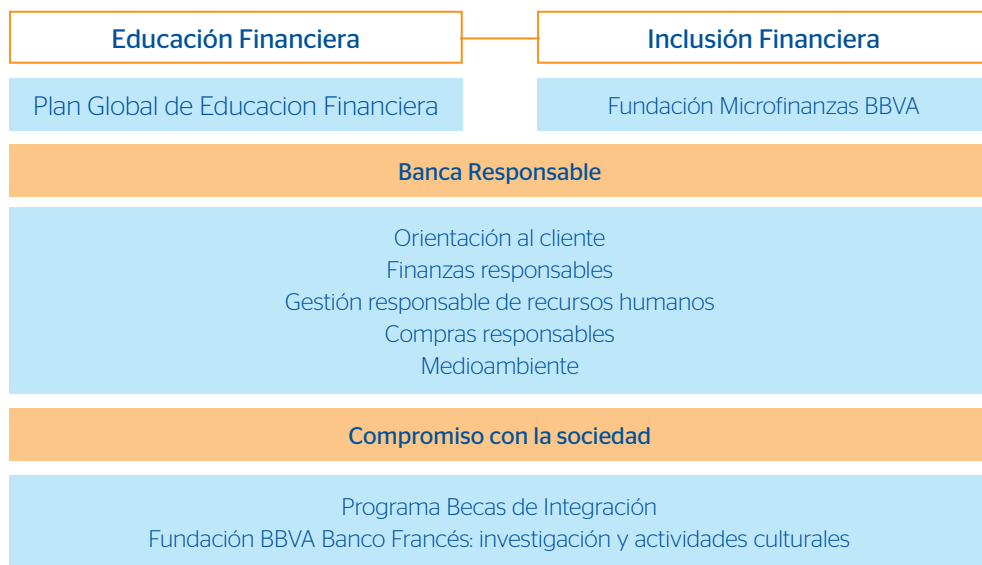 Educación Financiera
Inclusión Financiera
Plan Global de Educacion Financiera
Fundación Microfinanzas BBVA
Banca Responsable
Orientación al cliente
Finanzas responsables
Gestión responsable de recursos humanos
Compras responsables
Medioambiente
Compromiso con la sociedad
Programa Becas de Integración
Fundación BBVA Banco Francés: investigación y actividades culturales